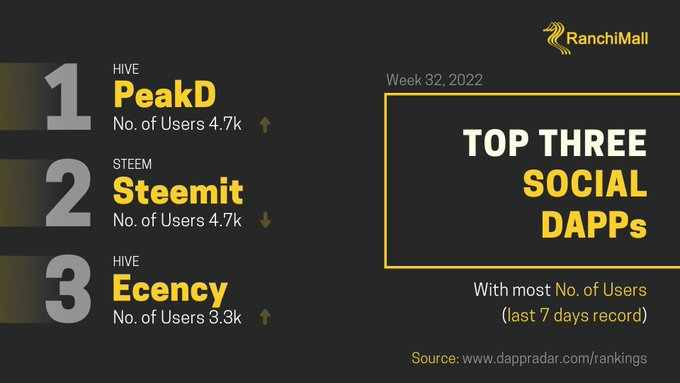 RanchiMall
Week 32, 2022
TOP THREE
SOCIAL
DAPPs
With most No. of Users
(last 7 days record)
1
HIVE
PeakD
No. of Users 4.7k
2
STEEM
Steemit
No. of Users 4.7k
3
HIVE
Ecency
No. of Users 3.3k
Source: www.dappradar.com/rankings